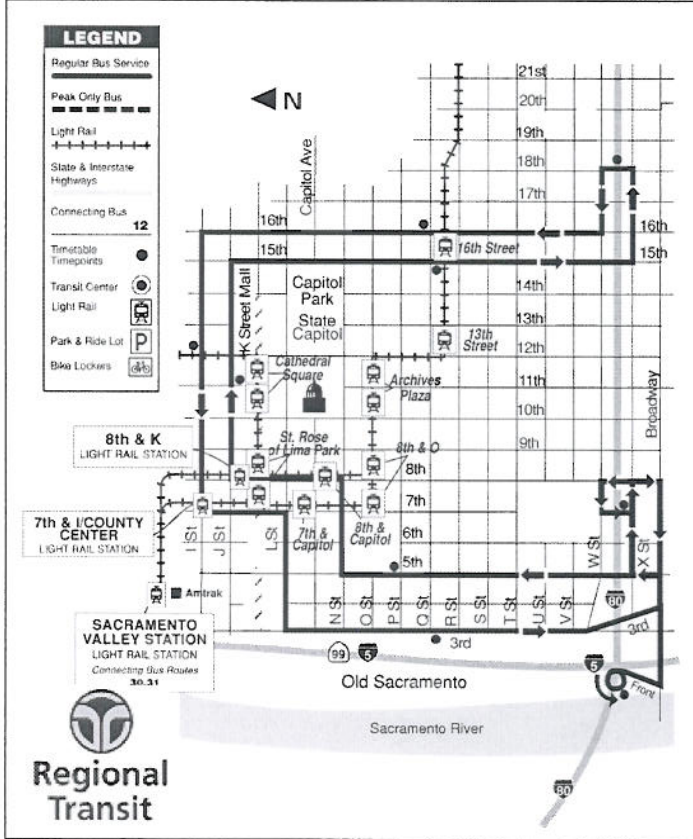 LEGEND
Regular Bus Service
Peak Only Bus
Light Rail
State & Interstate
Highways
Connecting Bus
12
Timetable
Timepoints
Transit Center
Light Rail
Park & Ride Lot P
Bike Lockers
N
Capitol Ave
21st
20th
19th
18th
17th
16th
16th
15th
15th
16th Street
K Street Mall
Capitol
Park
State
Capitol
14th
13th
12th
13th
Street
Cathedral
Square
Archives
Plaza
11th
10th
9th
Broadway
8th & K
LIGHT RAIL STATION
St. Rose
of Lima Park
8th & O
8th
7th
7th & I/COUNTY
CENTER
LIGHT RAIL STATION
7th &
Capitol
8th &
Capitol
6th
5th
I St
J St
L St
N St
O St
P St
Q St
R St
S St
T St
U St
V St
W St
X St
Amtrak
80
SACRAMENTO
VALLEY STATION
LIGHT RAIL STATION
Connecting Bus Routes
30,31
3rd
3rd
99
5
5
Front
Old Sacramento
Sacramento River
80
Regional
Transit